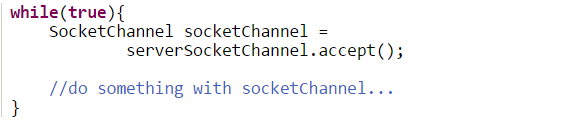 while(true){
    SocketChannel socketChannel =
            serverSocketChannel.accept();
    //do something with socketChannel...
}